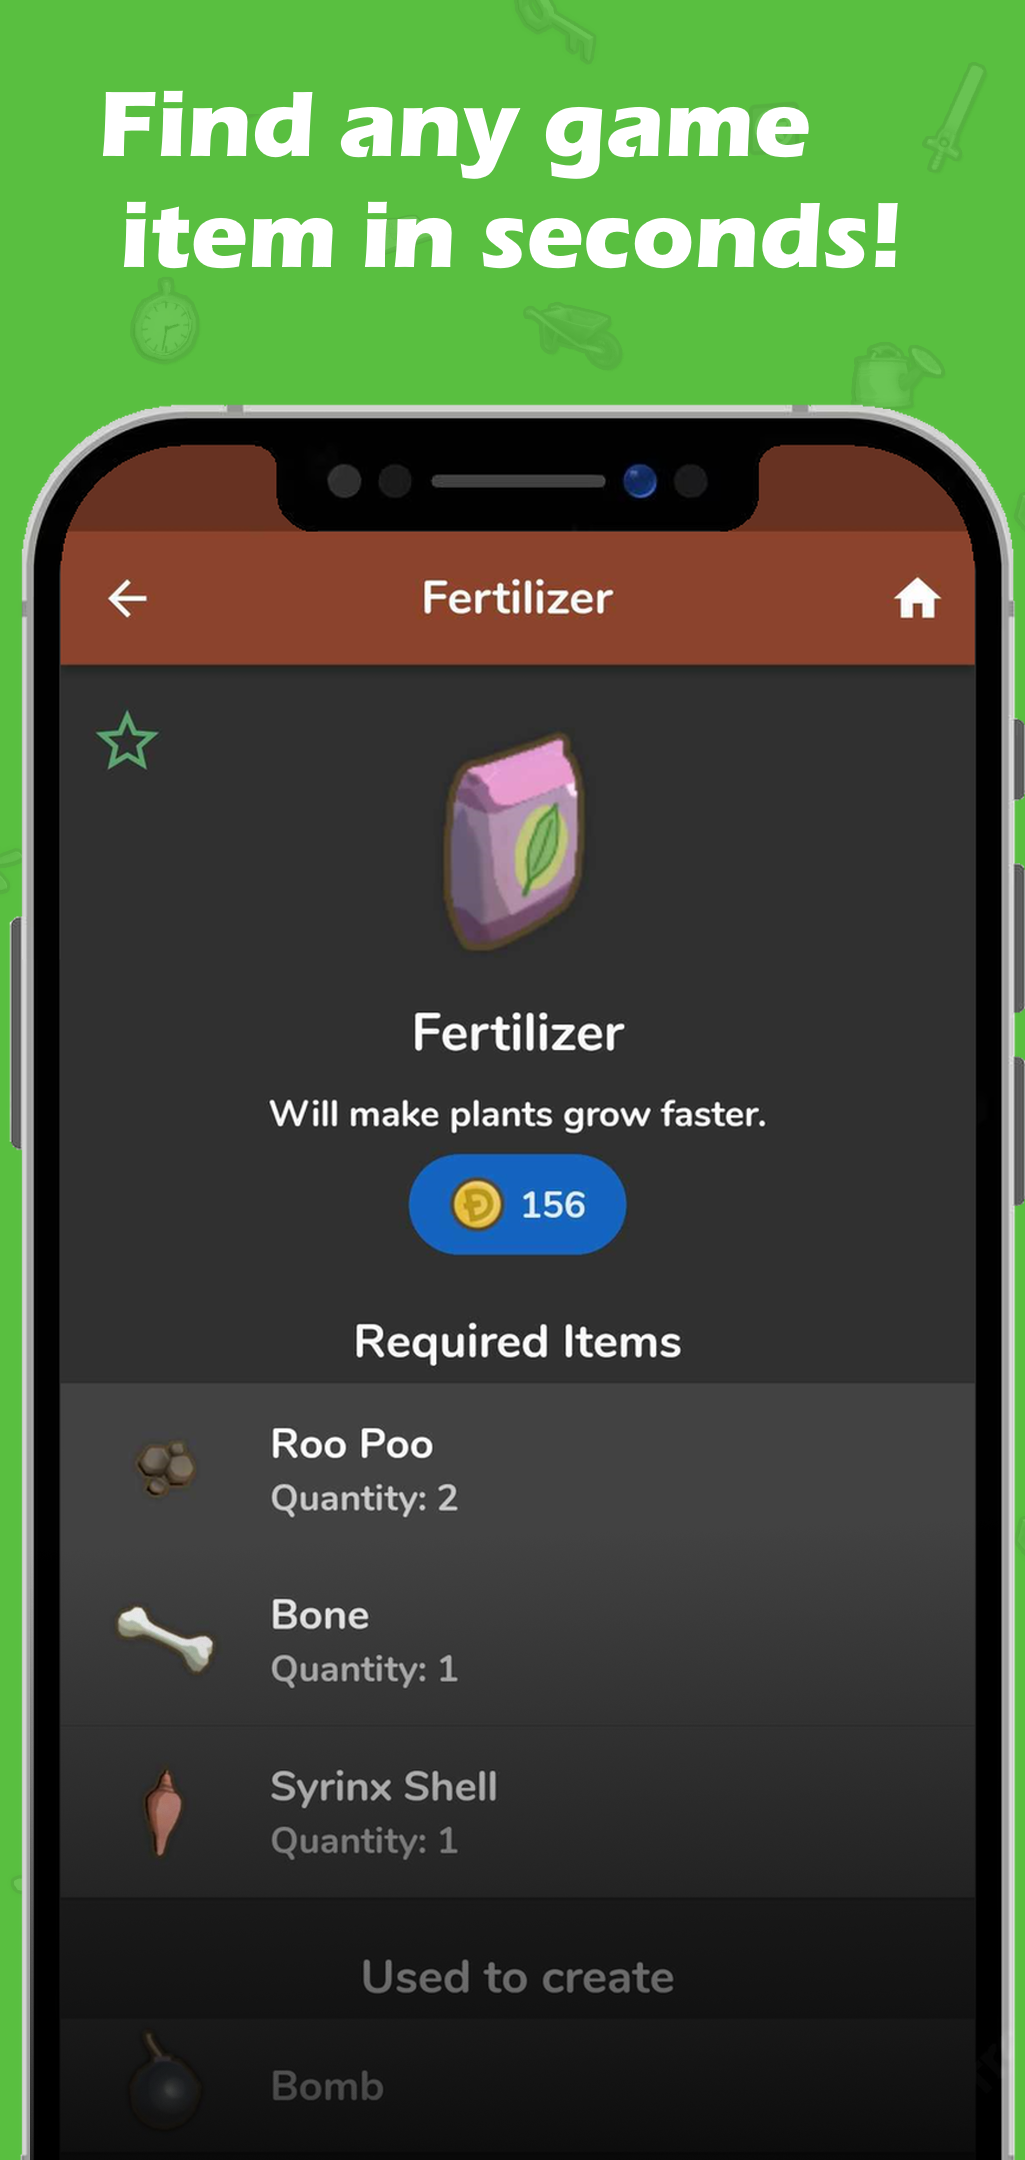 Find any game
item in seconds!
Fertilizer
Fertilizer
Will make plants grow faster.
156
Required Items
Roo Poo
Quantity: 2
Bone
Quantity: 1
Syrinx Shell
Quantity: 1
Used to create
Bomb